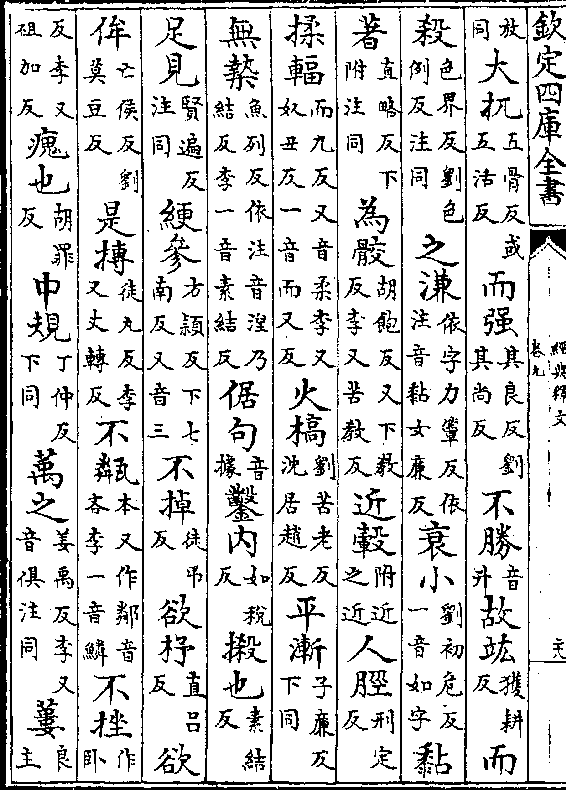 欽定四庫全書
經典釋文
卷九
放同大扤五骨反或五活反而强其良反劉其尚反不勝音升故竑獲耕反而
殺色界反劉色例反注同之溓依字力簟反依注音黏女廉反衰小劉初危反一音如字黏
著直略反下附注同為骹胡飽反又下教反李又苦教反近轂附近之近人脛刑定反
揉輻而九反又音柔李又奴丑反一音而又反火槁劉苦老反沈居趙反平漸子廉反下同
無槷魚列反依注音涅乃結反李一音素結反倨句音據鑿内如稅反摋也素結反
足見賢遍反注同綆參方頴反下七南反又音三不掉徒弔反欲杼直吕反欲
侔亡侯反劉莫豆反是摶徒丸反李又丈轉反不甐本又作鄰音吝李一音鱗不挫作卧
反李又祖加反瘣也胡罪反中規丁仲反下同萬之姜禹反李又音俱注同蔞良主